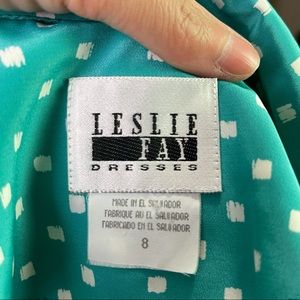 LESLIE
FAY
DRESSES
MADE IN EL SALVADOR
FABRIQUE AU EL SALVADOR
FABRICADO EN EL SALVADOR
8